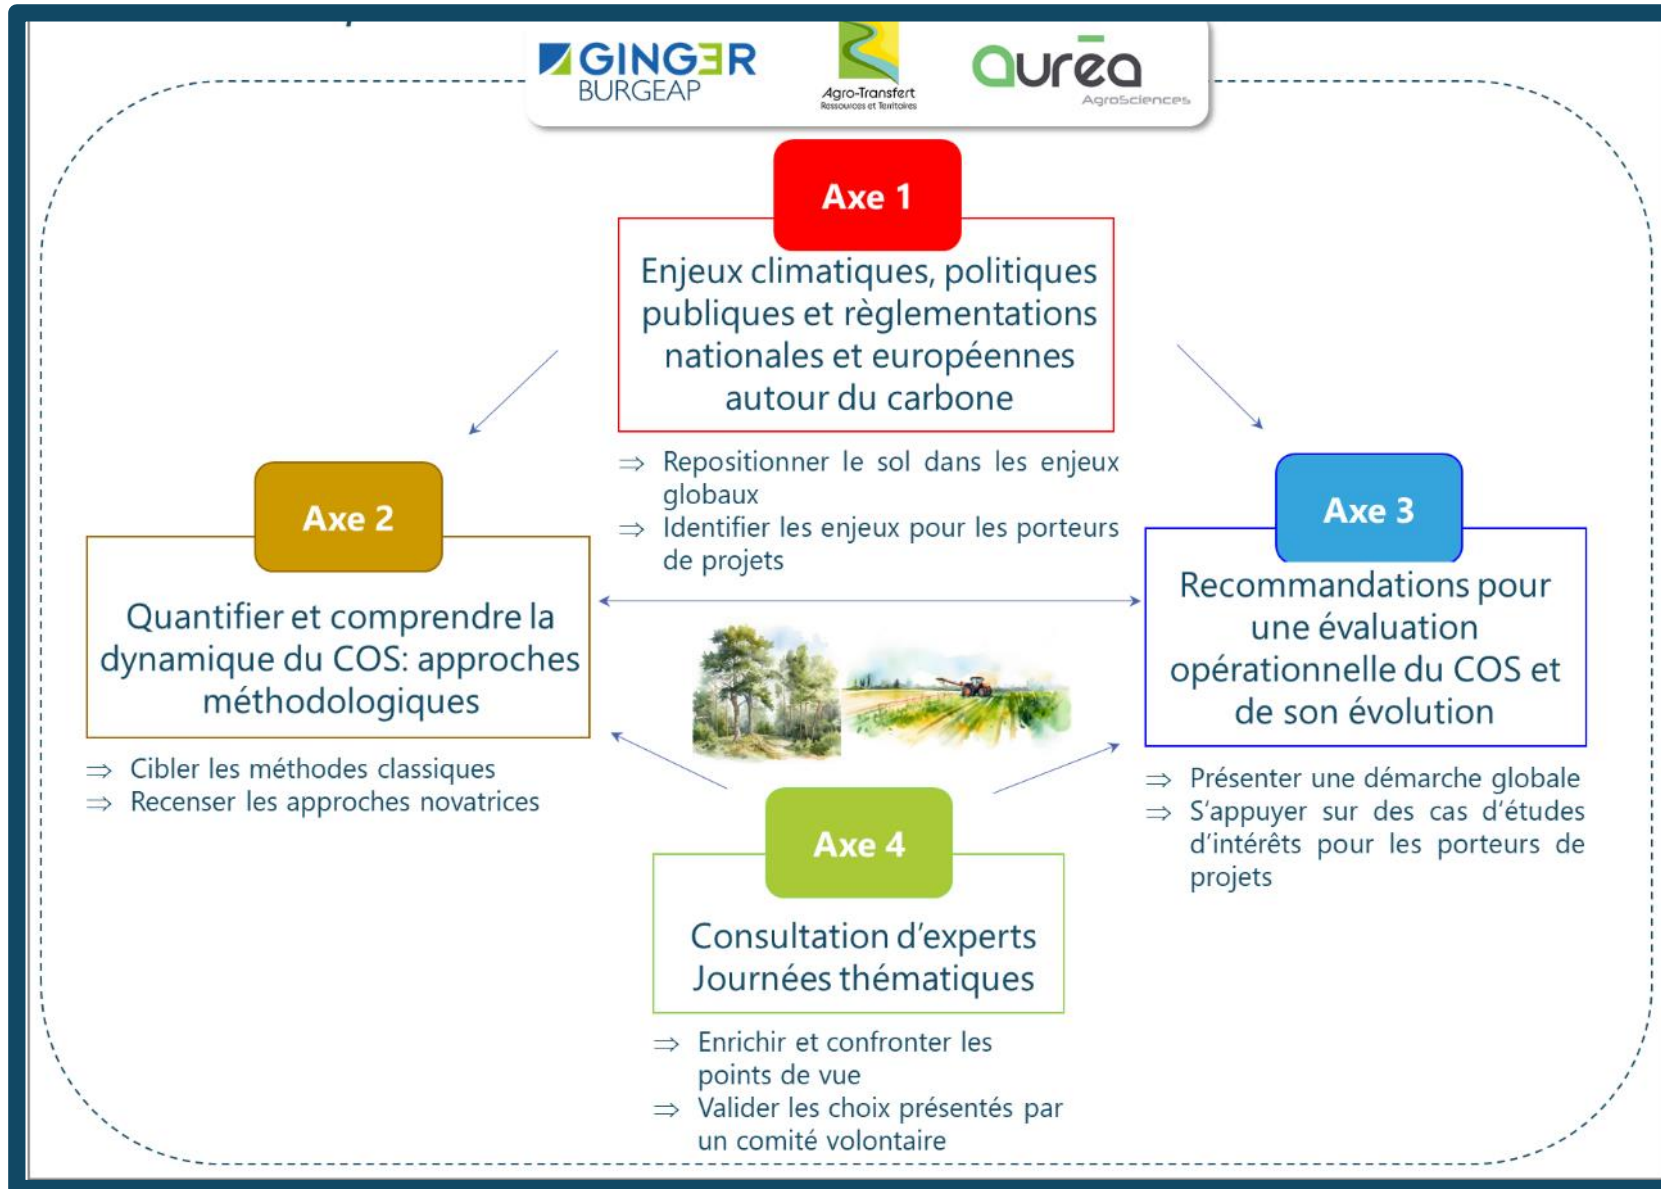 GINGER
BURGEAP
Agro-Transfert
Ressources et Territoires
aurēa
AgroSciences
Axe 1
Enjeux climatiques, politiques
publiques et règlementations
nationales et européennes
autour du carbone
⇒ Repositionner le sol dans les enjeux
globaux
⇒ Identifier les enjeux pour les porteurs
de projets
Axe 2
Quantifier et comprendre la
dynamique du COS: approches
méthodologiques
⇒ Cibler les méthodes classiques
⇒ Recenser les approches novatrices
Axe 3
Recommandations pour
une évaluation
opérationnelle du COS et
de son évolution
⇒ Présenter une démarche globale
⇒ S'appuyer sur des cas d'études
d'intérêts pour les porteurs de
projets
Axe 4
Consultation d'experts
Journées thématiques
⇒ Enrichir et confronter les
points de vue
⇒ Valider les choix présentés par
un comité volontaire